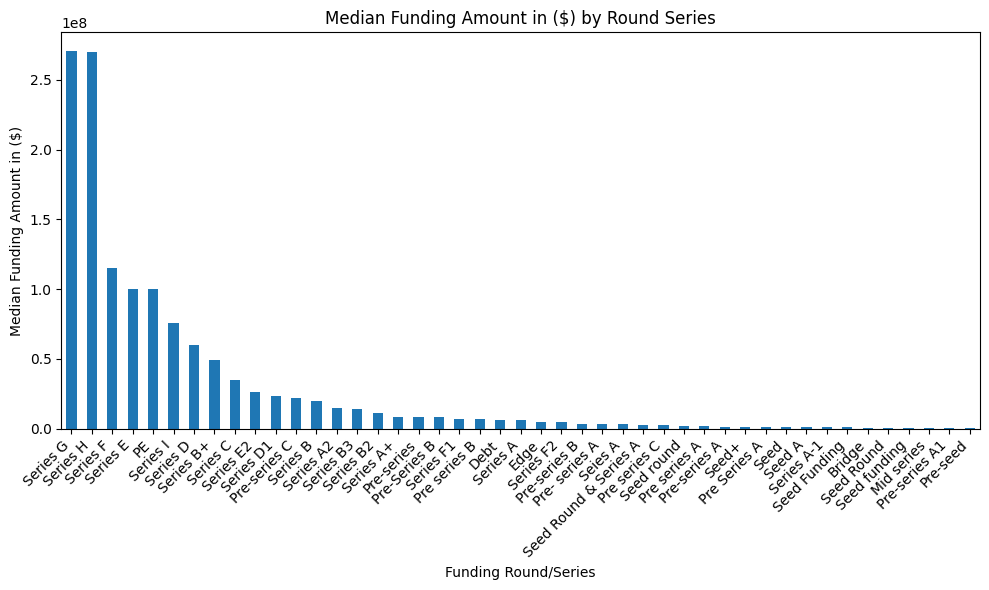 Median Funding Amount in ($) by Round Series
1e8
2.5
2.0
1.5
1.0
0.5
0.0
Median Funding Amount in ($)
Series G
Series H
Series F
Series E
PE
Series I
Series D
Series B+
Series C
Series E2
Series D1
Pre-series C
Series B
Series A2
Series B3
Series B2
Series A+
Pre-series
Pre-Series B
Series F1
Pre series B
Debt
Series A
Edge
Series F2
Pre-series B
Pre- series A
Seies A
Seed Round & Series A
Pre series C
Seed round
Pre series A
Pre-series A
Seed+
Pre Series A
Seed
Seed A
Series A-1
Seed Funding
Bridge
Seed Round
Seed funding
Mid series
Pre-series A1
Pre-seed
Funding Round/Series